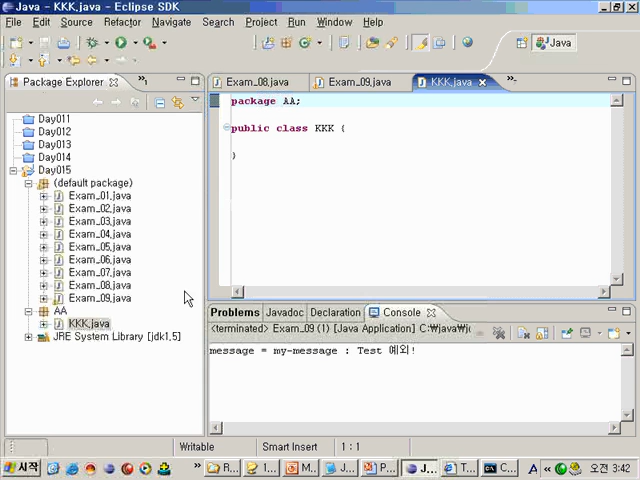 Java - KKK.java - Eclipse SDK
File Edit Source Refactor Navigate Search Project Run Window Help
Java
Package Explorer
Exam_08.java Exam_09.java KKK.java
Day011
Day012
Day013
Day014
Day015
(default package)
Exam_01.java
Exam_02.java
Exam_03.java
Exam_04.java
Exam_05.java
Exam_06.java
Exam_07.java
Exam_08.java
Exam_09.java
AA
KKK.java
JRE System Library [jdk1,5]
package AA;
public class KKK {
}
Problems Javadoc Declaration Console
<terminated> Exam_09 (1) [Java Application] C:￦java￦j
message = my-message : Test 예외!
Writable Smart Insert 1 : 1
시작 R... 1... M... J... P... J... T... C... A 오전 3:42